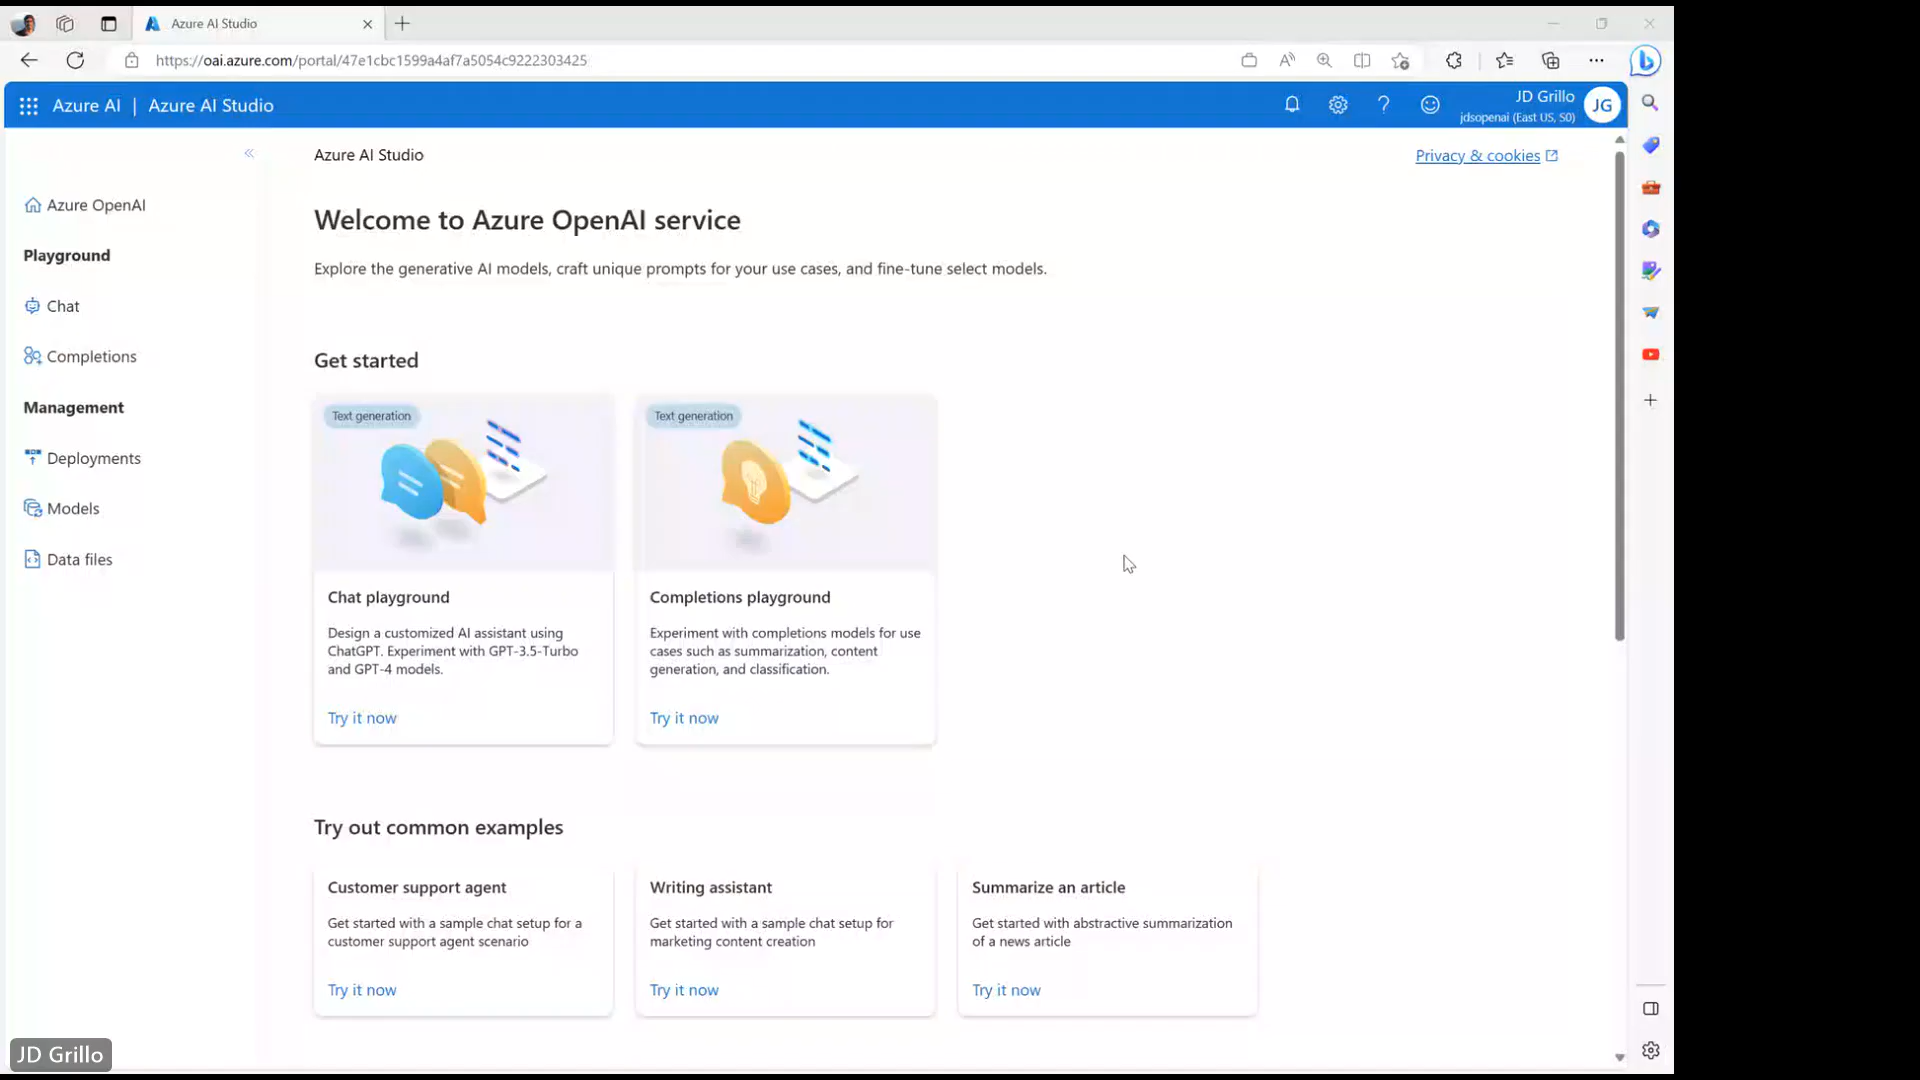 Azure AI Studio
https://oai.azure.com/portal/47e1cbc1599a4af7a5054c9222303425
Azure AI | Azure AI Studio
JD Grillo
jdsopenai (East US, S0)
JG
Azure AI Studio
Privacy & cookies
Azure OpenAI
Playground
Chat
Completions
Management
Deployments
Models
Data files
Welcome to Azure OpenAI service
Explore the generative AI models, craft unique prompts for your use cases, and fine-tune select models.
Get started
Text generation
Chat playground
Design a customized AI assistant using
ChatGPT. Experiment with GPT-3.5-Turbo
and GPT-4 models.
Try it now
Text generation
Completions playground
Experiment with completions models for use
cases such as summarization, content
generation, and classification.
Try it now
Try out common examples
Customer support agent
Get started with a sample chat setup for a
customer support agent scenario
Try it now
Writing assistant
Get started with a sample chat setup for
marketing content creation
Try it now
Summarize an article
Get started with abstractive summarization
of a news article
Try it now
JD Grillo